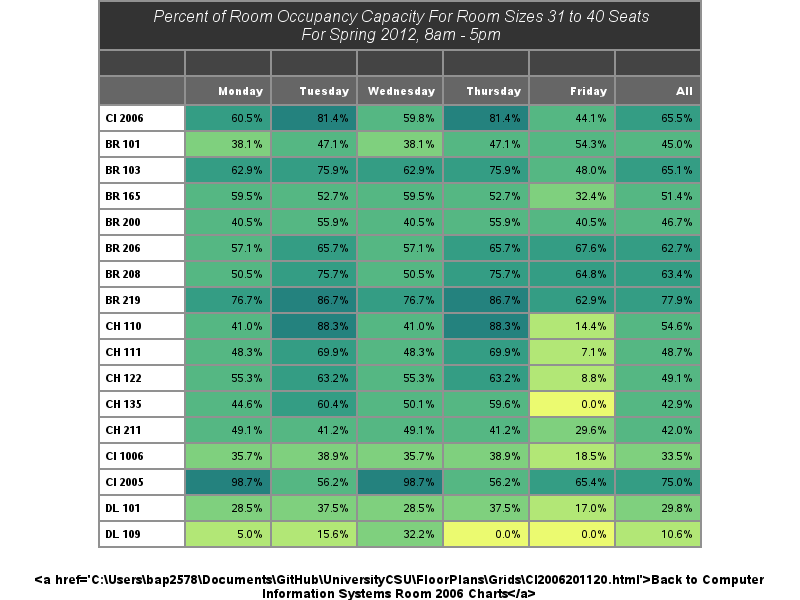 Percent of Room Occupancy Capacity For Room Sizes 31 to 40 Seats
For Spring 2012, 8am - 5pm
Monday Tuesday Wednesday Thursday Friday All
CI 2006 60.5% 81.4% 59.8% 81.4% 44.1% 65.5%
BR 101 38.1% 47.1% 38.1% 47.1% 54.3% 45.0%
BR 103 62.9% 75.9% 62.9% 75.9% 48.0% 65.1%
BR 165 59.5% 52.7% 59.5% 52.7% 32.4% 51.4%
BR 200 40.5% 55.9% 40.5% 55.9% 40.5% 46.7%
BR 206 57.1% 65.7% 57.1% 65.7% 67.6% 62.7%
BR 208 50.5% 75.7% 50.5% 75.7% 64.8% 63.4%
BR 219 76.7% 86.7% 76.7% 86.7% 62.9% 77.9%
CH 110 41.0% 88.3% 41.0% 88.3% 14.4% 54.6%
CH 111 48.3% 69.9% 48.3% 69.9% 7.1% 48.7%
CH 122 55.3% 63.2% 55.3% 63.2% 8.8% 49.1%
CH 135 44.6% 60.4% 50.1% 59.6% 0.0% 42.9%
CH 211 49.1% 41.2% 49.1% 41.2% 29.6% 42.0%
CI 1006 35.7% 38.9% 35.7% 38.9% 18.5% 33.5%
CI 2005 98.7% 56.2% 98.7% 56.2% 65.4% 75.0%
DL 101 28.5% 37.5% 28.5% 37.5% 17.0% 29.8%
DL 109 5.0% 15.6% 32.2% 0.0% 0.0% 10.6%
<a href='C:\Users\bap2578\Documents\GitHub\UniversityCSU\FloorPlans\Grids\CI2006201120.html'>Back to Computer
Information Systems Room 2006 Charts</a>